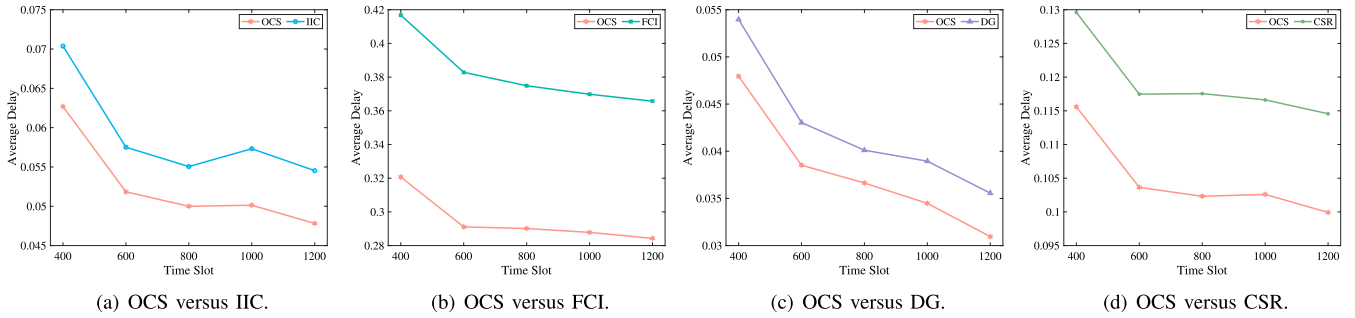 0.075
0.07
0.065
0.06
0.055
0.05
0.045
Average Delay
OCS IIC
400 600 800 1000 1200
Time Slot
(a) OCS versus IIC.
0.42
0.4
0.38
0.36
0.34
0.32
0.3
0.28
Average Delay
OCS FCI
400 600 800 1000 1200
Time Slot
(b) OCS versus FCI.
0.055
0.05
0.045
0.04
0.035
0.03
Average Delay
OCS DG
400 600 800 1000 1200
Time Slot
(c) OCS versus DG.
0.13
0.125
0.12
0.115
0.11
0.105
0.1
0.095
Average Delay
OCS CSR
400 600 800 1000 1200
Time Slot
(d) OCS versus CSR.